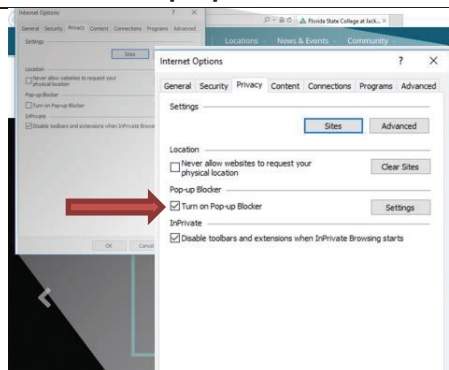 Internet Options ? X
General Security Privacy Content Connections Programs Advanced
Settings
Sites
Location
Never allow websites to request your
physical location
Pop-up Blocker
Turn on Pop-up Blocker
InPrivate
Disable toolbars and extensions when InPrivate Browse
OK Cancel
Florida State College at Jack... ×
Locations News & Events Community
Internet Options ? X
General Security Privacy Content Connections Programs Advanced
Settings
Sites Advanced
Location
Never allow websites to request your
physical location
Clear Sites
Pop-up Blocker
Turn on Pop-up Blocker
Settings
InPrivate
Disable toolbars and extensions when InPrivate Browsing starts